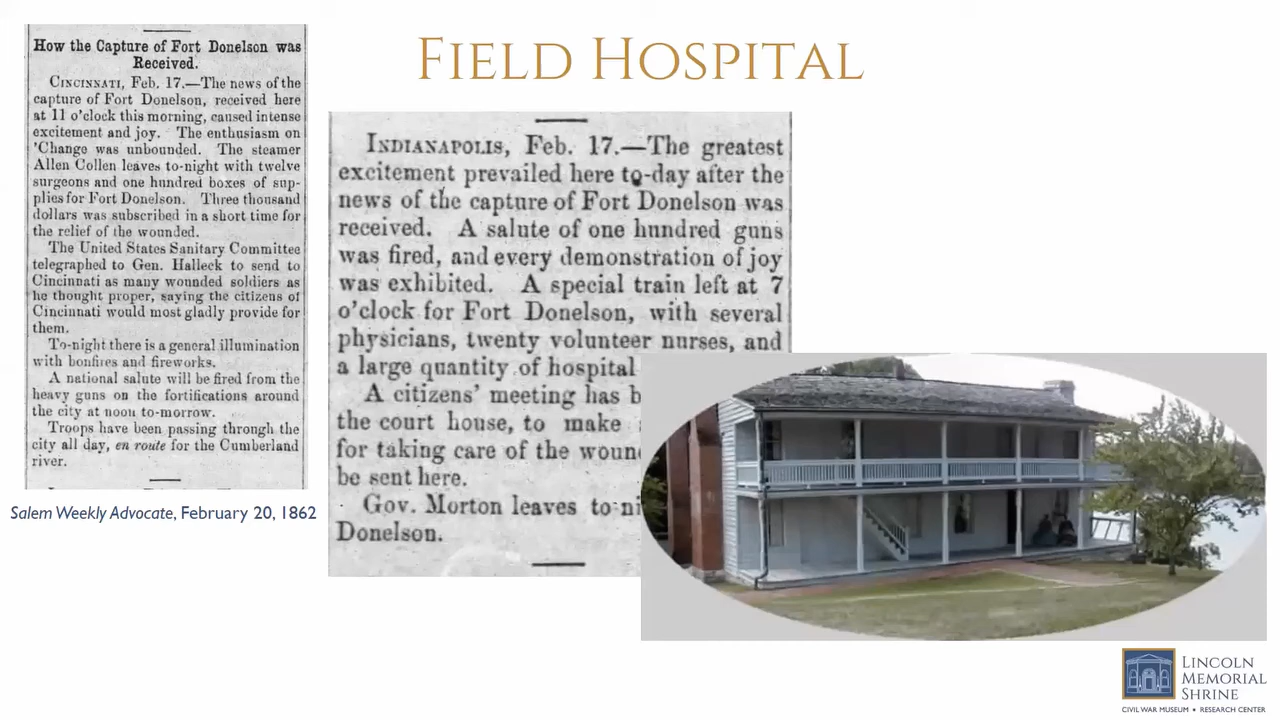 FIELD HOSPITAL
How the Capture of Fort Donelson was
Received.
CINCINNATI, Feb. 17.—The news of the
capture of Fort Donelson, received here
at 11 o'clock this morning, caused intense
excitement and joy. The enthusiasm on
'Change was unbounded. The steamer
Allen Collen leaves to-night with twelve
surgeons and one hundred boxes of sup-
plies for Fort Donelson. Three thousand
dollars was subscribed in a short time for
the relief of the wounded.
The United States Sanitary Committee
telegraphed to Gen. Halleck to send to
Cincinnati as many wounded soldiers as
he thought proper, saying the citizens of
Cincinnati would most gladly provide for
them.
To-night there is a general illumination
with bonfires and fireworks.
A national salute will be fired from the
heavy guns on the fortifications around
the city at noon to-morrow.
Troops have been passing through the
city all day, en route for the Cumberland
river.
Salem Weekly Advocate, February 20, 1862
INDIANAPOLIS, Feb. 17.—The greatest
excitement prevailed here to-day after the
news of the capture of Fort Donelson was
received. A salute of one hundred guns
was fired, and every demonstration of joy
was exhibited. A special train left at 7
o'clock for Fort Donelson, with several
physicians, twenty volunteer nurses, and
a large quantity of hospital
A citizens' meeting has b
the court house, to make
for taking care of the woun
be sent here.
Gov. Morton leaves to-ni
Donelson.
LINCOLN
MEMORIAL
SHRINE
CIVIL WAR MUSEUM • RESEARCH CENTER